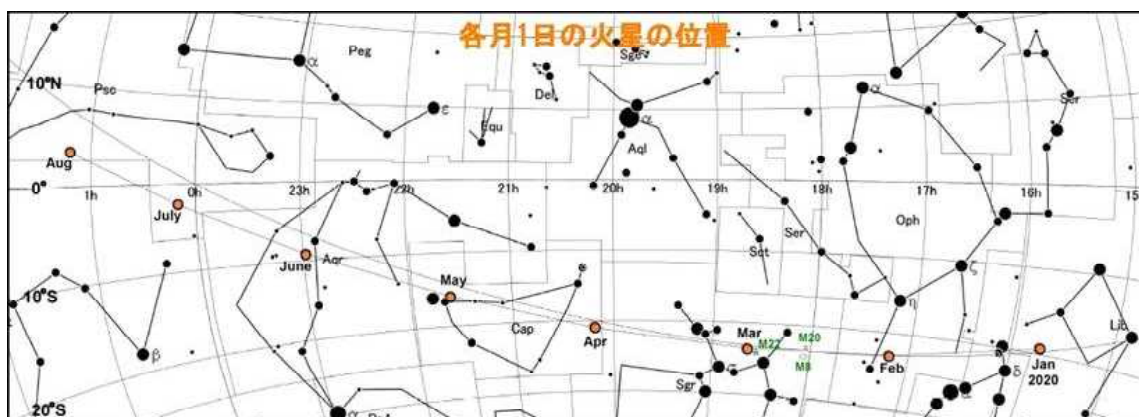 各月1日の火星の位置
Peg
Sge
α
10°N
Psc
Del
α
Ser
ε
Equ
α
Aql
Aug
0°
1h
0h
23h
22h
21h
20h
19h
18h
17h
16h
15
July
Ser
Oph
Sct
June
Aqr
ζ
May
10°S
η
Cap
Apr
Mar
M22
M20
Lib
β
M8
Feb
Jan
2020
σ
δ
Sgr
α
20°S
α